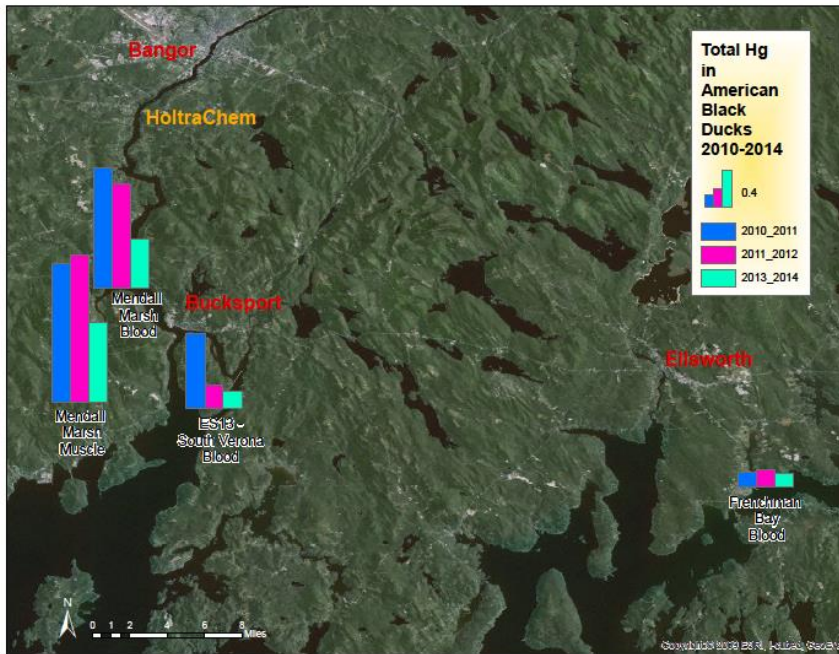 Bangor
HoltraChem
Total Hg
in
American
Black
Ducks
2010-2014
0.4
2010_2011
2011_2012
2013_2014
Mendall
Marsh
Blood
Bucksport
Ellsworth
Mendall
Marsh
Muscle
ES13 -
South Verona
Blood
Frenchman
Bay
Blood
N
0 1 2 4 6 8
Miles